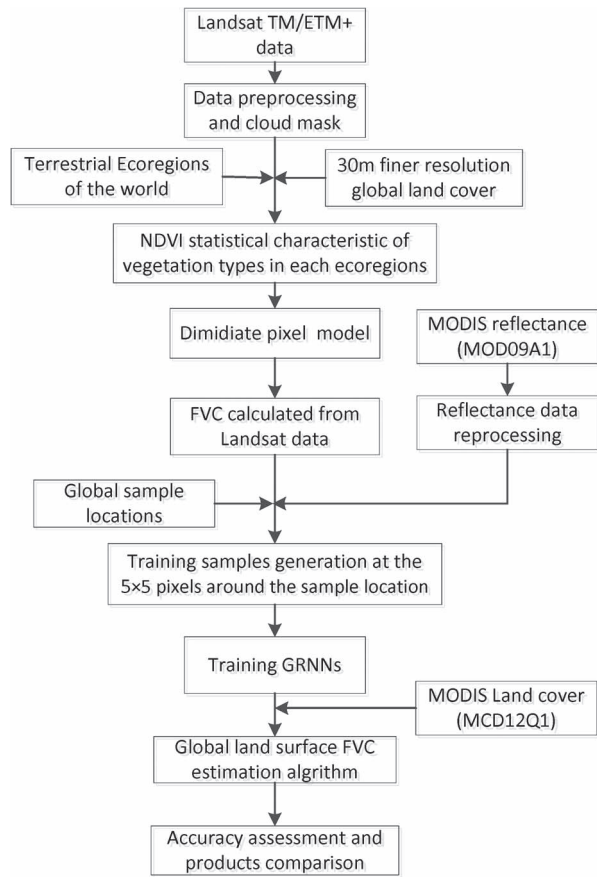 Landsat TM/ETM+
data
Data preprocessing
and cloud mask
Terrestrial Ecoregions
of the world
30m finer resolution
global land cover
NDVI statistical characteristic of
vegetation types in each ecoregions
Dimidiate pixel model
MODIS reflectance
(MOD09A1)
FVC calculated from
Landsat data
Reflectance data
reprocessing
Global sample
locations
Training samples generation at the
5×5 pixels around the sample location
Training GRNNs
MODIS Land cover
(MCD12Q1)
Global land surface FVC
estimation algrithm
Accuracy assessment and
products comparison